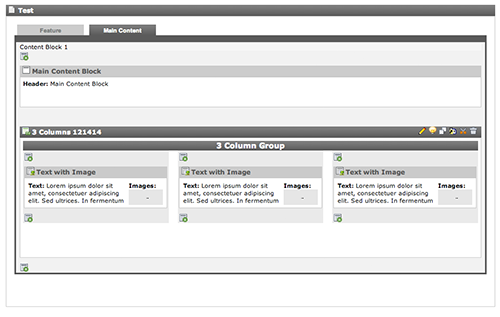 Test
Feature
Main Content
Content Block 1
Main Content Block
Header: Main Content Block
3 Columns 121414
3 Column Group
Text with Image
Text: Lorem ipsum dolor sit
amet, consectetuer adipiscing
elit. Sed ultrices. In fermentum
Images:
-
Text with Image
Text: Lorem ipsum dolor sit
amet, consectetuer adipiscing
elit. Sed ultrices. In fermentum
Images:
-
Text with Image
Text: Lorem ipsum dolor sit
amet, consectetuer adipiscing
elit. Sed ultrices. In fermentum
Images:
-